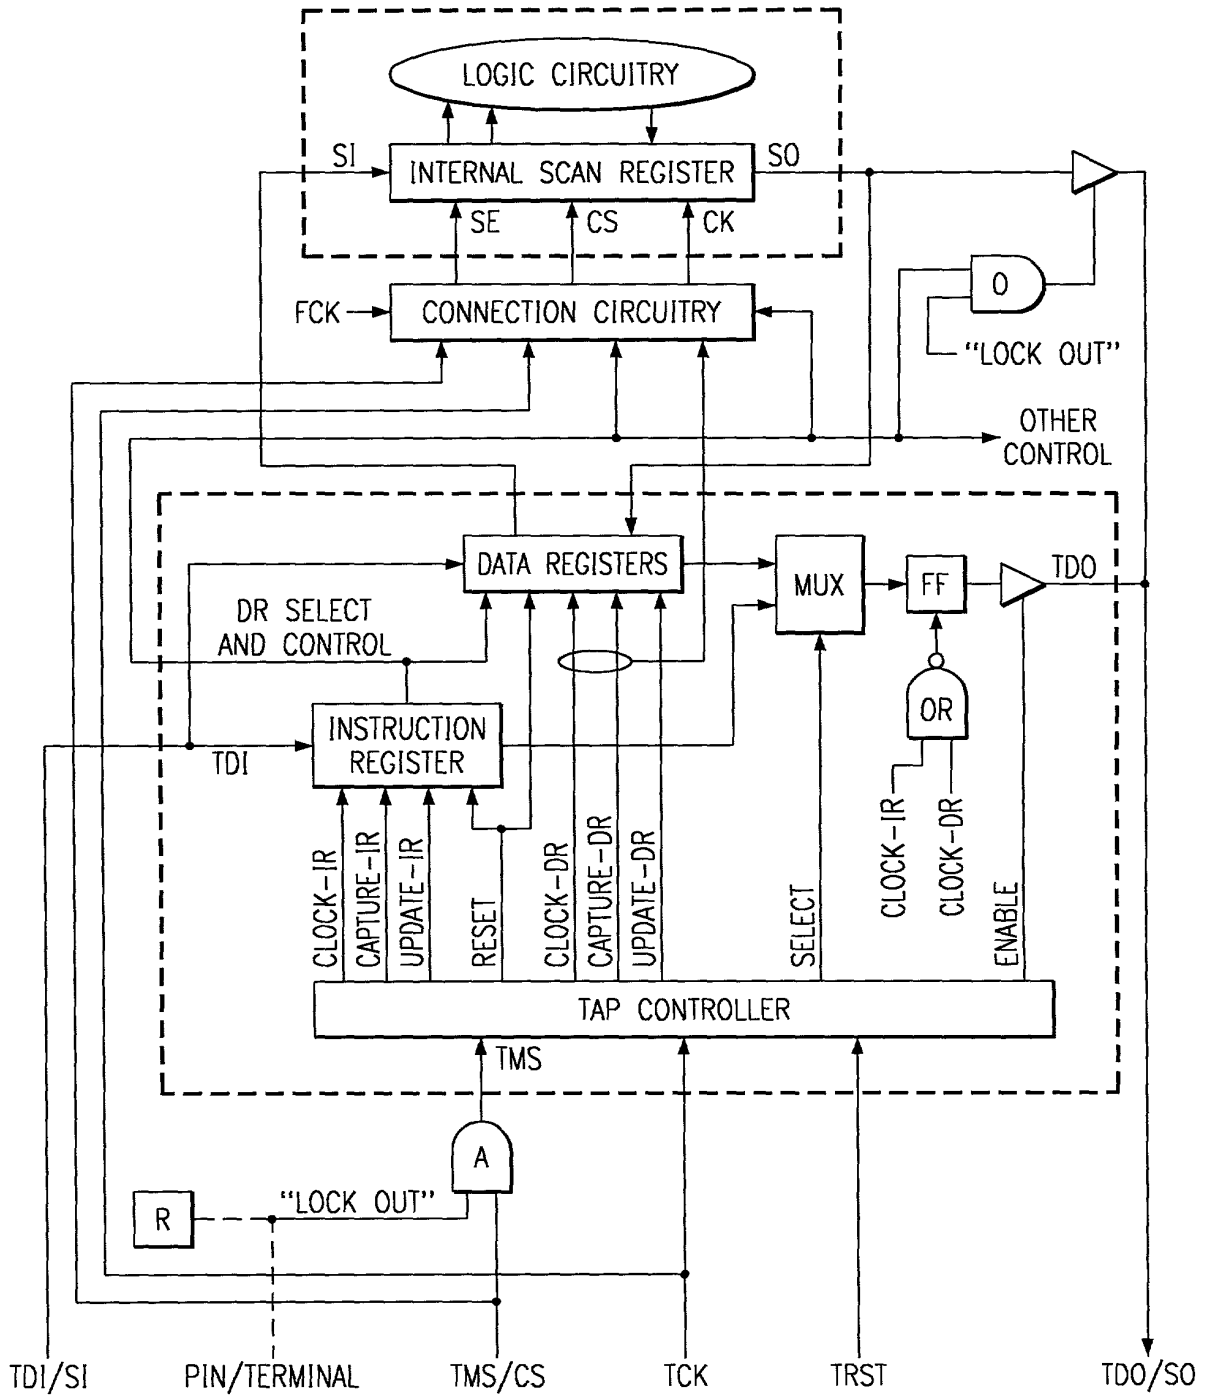 LOGIC CIRCUITRY
SI
INTERNAL SCAN REGISTER
SO
SE
CS
CK
FCK
CONNECTION CIRCUITRY
O
"LOCK OUT"
OTHER
CONTROL
DATA REGISTERS
MUX
FF
TDO
DR SELECT
AND CONTROL
OR
INSTRUCTION
REGISTER
TDI
CLOCK-IR
CAPTURE-IR
UPDATE-IR
RESET
CLOCK-DR
CAPTURE-DR
UPDATE-DR
SELECT
CLOCK-IR
CLOCK-DR
ENABLE
TAP CONTROLLER
TMS
A
R
"LOCK OUT"
TDI/SI
PIN/TERMINAL
TMS/CS
TCK
TRST
TDO/SO